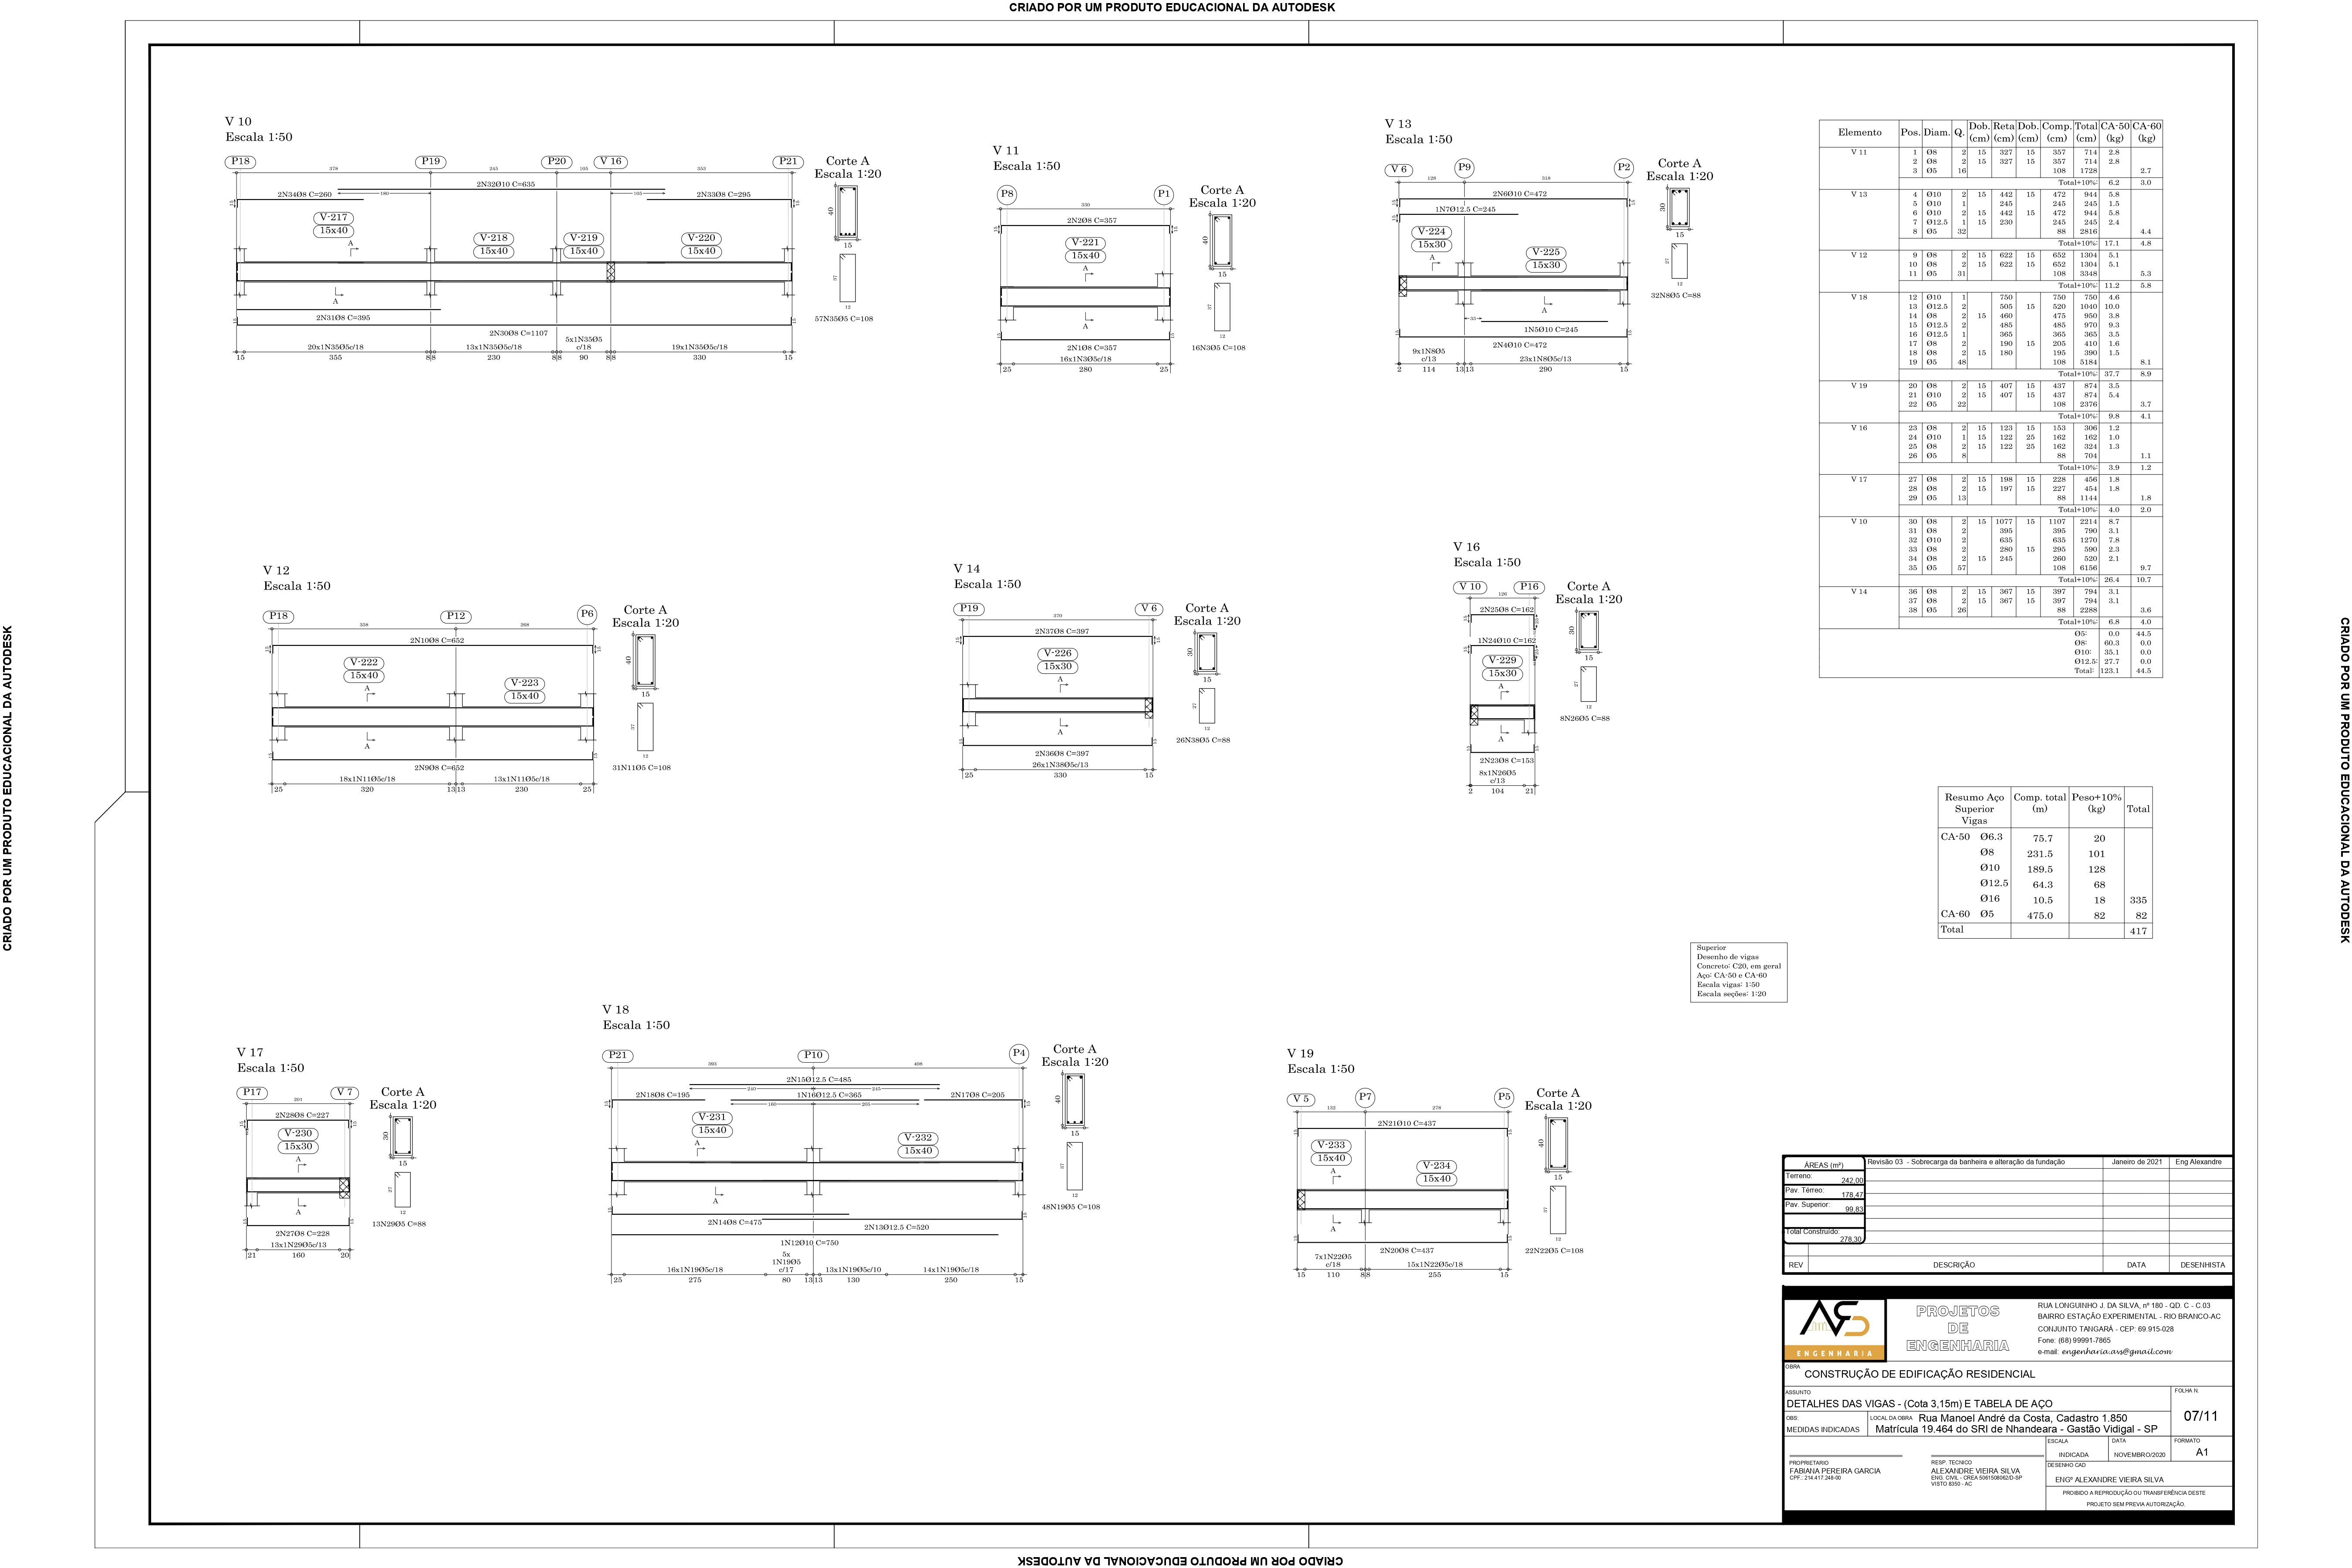 CRIADO POR UM PRODUTO EDUCACIONAL DA AUTODESK
V 10
Escala 1:50
P18 P19 P20 V 16 P21
378 245 105 353
2N32Ø10 C=635
2N34Ø8 C=260 180 165 2N33Ø8 C=295
15 15
V-217
15x40
V-218
15x40
V-219
15x40
V-220
15x40
A
A
2N31Ø8 C=395
15 15
2N30Ø8 C=1107
20x1N35Ø5c/18 13x1N35Ø5c/18 5x1N35Ø5
c/18 19x1N35Ø5c/18
15 355 8 8 230 8 8 90 8 8 330 15
Corte A
Escala 1:20
40
15
37
12
57N35Ø5 C=108
V 11
Escala 1:50
P8 P1
330
2N2Ø8 C=357
15 15
V-221
15x40
A
A
15 15
2N1Ø8 C=357
16x1N3Ø5c/18
25 280 25
Corte A
Escala 1:20
40
15
37
12
16N3Ø5 C=108
V 13
Escala 1:50
V 6 P9 P2
128 318
2N6Ø10 C=472
15 15
1N7Ø12.5 C=245
15
V-224
15x30
V-225
15x30
A
A
33
1N5Ø10 C=245
15 15
2N4Ø10 C=472
9x1N8Ø5
c/13 23x1N8Ø5c/13
2 114 13 13 290 15
Corte A
Escala 1:20
30
15
27
12
32N8Ø5 C=88
Elemento Pos. Diam. Q. Dob. (cm) Reta (cm) Dob. (cm) Comp. (cm) Total (cm) CA-50 (kg) CA-60 (kg)
V 11 1 Ø8 2 15 327 15 357 714 2.8
2 Ø8 2 15 327 15 357 714 2.8
3 Ø5 16 108 1728 2.7
Total+10%: 6.2 3.0
V 13 4 Ø10 2 15 442 15 472 944 5.8
5 Ø10 1 245 245 245 1.5
6 Ø10 2 15 442 15 472 944 5.8
7 Ø12.5 1 15 230 245 245 2.4
8 Ø5 32 88 2816 4.4
Total+10%: 17.1 4.8
V 12 9 Ø8 2 15 622 15 652 1304 5.1
10 Ø8 2 15 622 15 652 1304 5.1
11 Ø5 31 108 3348 5.3
Total+10%: 11.2 5.8
V 18 12 Ø10 1 750 750 750 4.6
13 Ø12.5 2 505 15 520 1040 10.0
14 Ø8 2 15 460 475 950 3.8
15 Ø12.5 2 485 485 970 9.3
16 Ø12.5 1 365 365 365 3.5
17 Ø8 2 190 15 205 410 1.6
18 Ø8 2 15 180 195 390 1.5
19 Ø5 48 108 5184 8.1
Total+10%: 37.7 8.9
V 19 20 Ø8 2 15 407 15 437 874 3.5
21 Ø10 2 15 407 15 437 874 5.4
22 Ø5 22 108 2376 3.7
Total+10%: 9.8 4.1
V 16 23 Ø8 2 15 123 15 153 306 1.2
24 Ø10 1 15 122 25 162 162 1.0
25 Ø8 2 15 122 25 162 324 1.3
26 Ø5 8 88 704 1.1
Total+10%: 3.9 1.2
V 17 27 Ø8 2 15 198 15 228 456 1.8
28 Ø8 2 15 197 15 227 454 1.8
29 Ø5 13 88 1144 1.8
Total+10%: 4.0 2.0
V 10 30 Ø8 2 15 1077 15 1107 2214 8.7
31 Ø8 2 395 395 790 3.1
32 Ø10 2 635 635 1270 7.8
33 Ø8 2 280 15 295 590 2.3
34 Ø8 2 15 245 260 520 2.1
35 Ø5 57 108 6156 9.7
Total+10%: 26.4 10.7
V 14 36 Ø8 2 15 367 15 397 794 3.1
37 Ø8 2 15 367 15 397 794 3.1
38 Ø5 26 88 2288 3.6
Total+10%: 6.8 4.0
Ø5: 0.0 44.5
Ø8: 60.3 0.0
Ø10: 35.1 0.0
Ø12.5: 27.7 0.0
Total: 123.1 44.5
V 12
Escala 1:50
P18 P12 P6
358 268
2N10Ø8 C=652
15 15
V-222
15x40
V-223
15x40
A
A
15 15
2N9Ø8 C=652
18x1N11Ø5c/18 13x1N11Ø5c/18
25 320 13 13 230 25
Corte A
Escala 1:20
40
15
37
12
31N11Ø5 C=108
V 14
Escala 1:50
P19 V 6
370
2N37Ø8 C=397
15 15
V-226
15x30
A
A
15 15
2N36Ø8 C=397
26x1N38Ø5c/13
25 330 15
Corte A
Escala 1:20
30
15
27
12
26N38Ø5 C=88
V 16
Escala 1:50
V 10 P16
126
2N25Ø8 C=162
15 25
1N24Ø10 C=162
15 25
V-229
15x30
A
A
15 15
2N23Ø8 C=153
8x1N26Ø5
c/13
2 104 21
Corte A
Escala 1:20
30
15
27
12
8N26Ø5 C=88
Resumo Aço
Superior
Vigas Comp. total
(m) Peso+10%
(kg) Total
CA-50 Ø6.3 75.7 20
Ø8 231.5 101
Ø10 189.5 128
Ø12.5 64.3 68
Ø16 10.5 18 335
CA-60 Ø5 475.0 82 82
Total 417
Superior
Desenho de vigas
Concreto: C20, em geral
Aço: CA-50 e CA-60
Escala vigas: 1:50
Escala seções: 1:20
V 17
Escala 1:50
P17 V 7
201
2N28Ø8 C=227
15 15
V-230
15x30
A
A
15 15
2N27Ø8 C=228
13x1N29Ø5c/13
21 160 20
Corte A
Escala 1:20
30
15
27
12
13N29Ø5 C=88
V 18
Escala 1:50
P21 P10 P4
393 408
2N15Ø12.5 C=485
240 245
2N18Ø8 C=195 1N16Ø12.5 C=365 2N17Ø8 C=205
15 160 205 15
V-231
15x40
V-232
15x40
A
A
15 15
2N14Ø8 C=475 2N13Ø12.5 C=520
1N12Ø10 C=750
16x1N19Ø5c/18 5x
1N19Ø5
c/17 13x1N19Ø5c/10 14x1N19Ø5c/18
25 275 80 13 13 130 250 15
Corte A
Escala 1:20
40
15
37
12
48N19Ø5 C=108
V 19
Escala 1:50
V 5 P7 P5
132 278
2N21Ø10 C=437
15 15
V-233
15x40
V-234
15x40
A
A
15 15
2N20Ø8 C=437
7x1N22Ø5
c/18 15x1N22Ø5c/18
15 110 8 8 255 15
Corte A
Escala 1:20
40
15
37
12
22N22Ø5 C=108
ÁREAS (m²)
Terreno: 242,00
Pav. Térreo: 178,47
Pav. Superior: 99,83
Total Construído: 278,30
Revisão 03 - Sobrecarga da banheira e alteração da fundação Janeiro de 2021 Eng Alexandre
REV DESCRIÇÃO DATA DESENHISTA
ENGENHARIA
PROJETOS
DE
ENGENHARIA
RUA LONGUINHO J. DA SILVA, nº 180 - QD. C - C.03
BAIRRO ESTAÇÃO EXPERIMENTAL - RIO BRANCO-AC
CONJUNTO TANGARÁ - CEP: 69.915-028
Fone: (68) 99991-7865
e-mail: engenharia.avs@gmail.com
OBRA
CONSTRUÇÃO DE EDIFICAÇÃO RESIDENCIAL
ASSUNTO
DETALHES DAS VIGAS - (Cota 3,15m) E TABELA DE AÇO
FOLHA N.
07/11
OBS:
MEDIDAS INDICADAS
LOCAL DA OBRA Rua Manoel André da Costa, Cadastro 1.850
Matrícula 19.464 do SRI de Nhandeara - Gastão Vidigal - SP
ESCALA
INDICADA
DATA
NOVEMBRO/2020
FORMATO
A1
PROPRIETARIO
FABIANA PEREIRA GARCIA
CPF.: 214.417.248-00
RESP. TECNICO
ALEXANDRE VIEIRA SILVA
ENG. CIVIL - CREA 5061508062/D-SP
VISTO 8350 - AC
DESENHO CAD
ENGº ALEXANDRE VIEIRA SILVA
PROIBIDO A REPRODUÇÃO OU TRANSFERÊNCIA DESTE
PROJETO SEM PREVIA AUTORIZAÇÃO.
CRIADO POR UM PRODUTO EDUCACIONAL DA AUTODESK
CRIADO POR UM PRODUTO EDUCACIONAL DA AUTODESK
CRIADO POR UM PRODUTO EDUCACIONAL DA AUTODESK